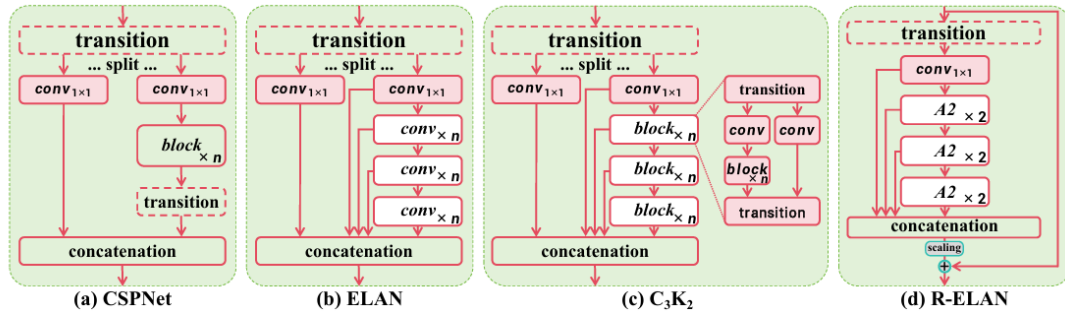 transition
... split ...
conv1×1
conv1×1
block × n
transition
concatenation
(a) CSPNet
transition
... split ...
conv1×1
conv1×1
conv × n
conv × n
conv × n
concatenation
(b) ELAN
transition
... split ...
conv1×1
conv1×1
block × n
block × n
block × n
concatenation
transition
conv
conv
block × n
transition
(c) C3K2
transition
conv1×1
A2 × 2
A2 × 2
A2 × 2
concatenation
scaling
+
(d) R-ELAN